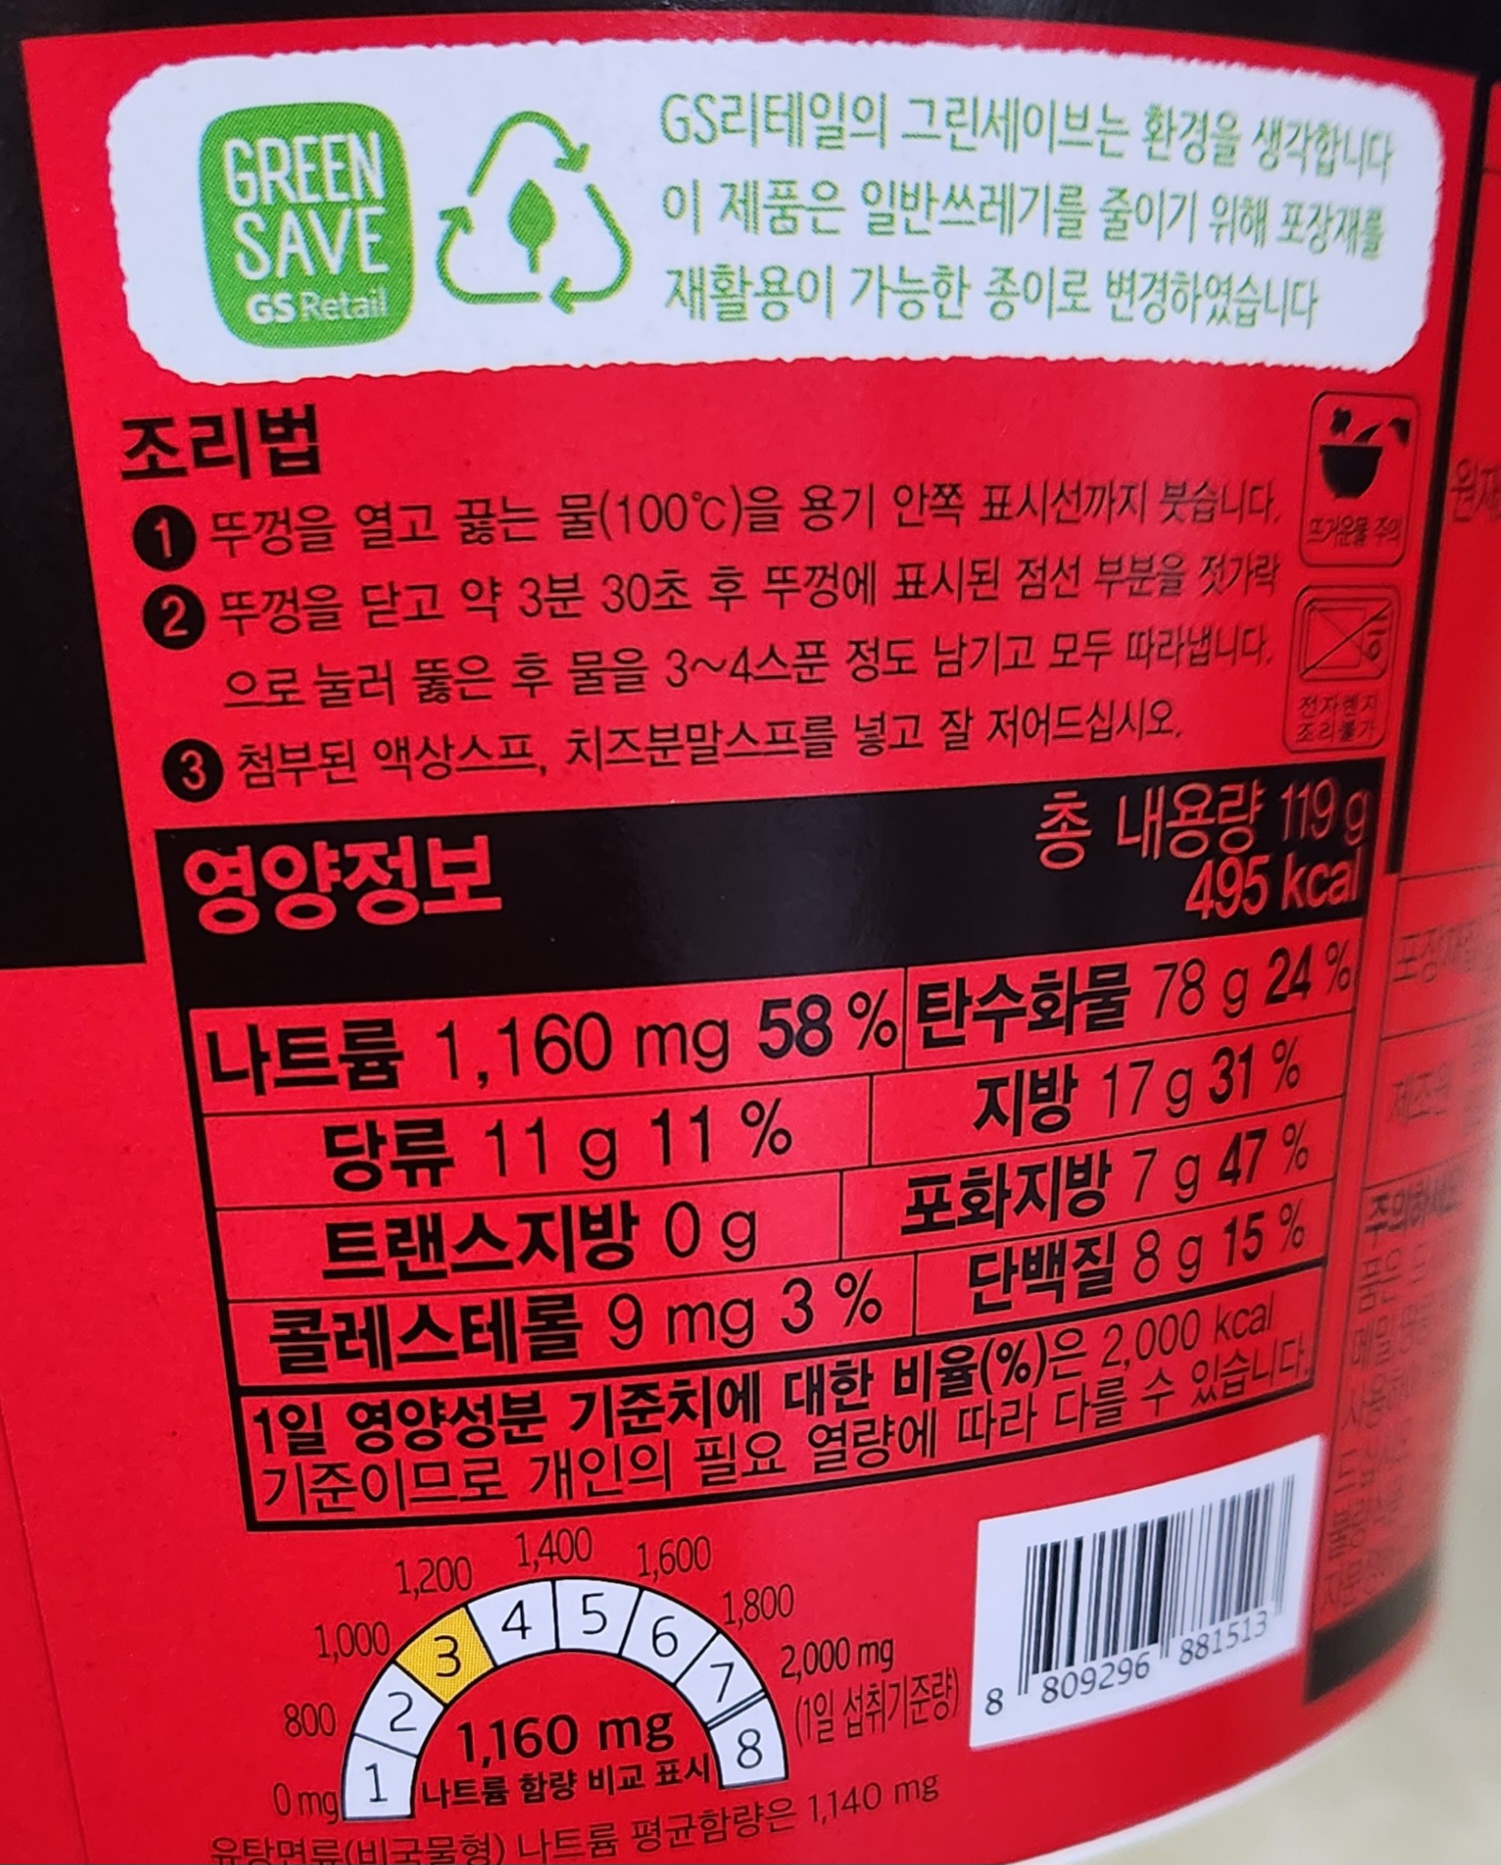 GREEN
SAVE
GS Retail
GS리테일의 그린세이브는 환경을 생각합니다
이 제품은 일반쓰레기를 줄이기 위해 포장재를
재활용이 가능한 종이로 변경하였습니다
조리법
1 뚜껑을 열고 끓는 물(100℃)을 용기 안쪽 표시선까지 붓습니다.
2 뚜껑을 닫고 약 3분 30초 후 뚜껑에 표시된 점선 부분을 젓가락
으로 눌러 뚫은 후 물을 3~4스푼 정도 남기고 모두 따라냅니다.
3 첨부된 액상스프, 치즈분말스프를 넣고 잘 저어드십시오.
뜨거운물 주의
전자렌지
조리불가
영양정보
총 내용량 119 g
495 kcal
나트륨 1,160 mg 58 % 탄수화물 78 g 24 %
당류 11 g 11 % 지방 17 g 31 %
트랜스지방 0 g 포화지방 7 g 47 %
콜레스테롤 9 mg 3 % 단백질 8 g 15 %
1일 영양성분 기준치에 대한 비율(%)은 2,000 kcal
기준이므로 개인의 필요 열량에 따라 다를 수 있습니다.
0 mg 800 1,000 1,200 1,400 1,600 1,800 2,000 mg
(1일 섭취기준량)
1 2 3 4 5 6 7 8
1,160 mg
나트륨 함량 비교 표시
유탕면류(비국물형) 나트륨 평균함량은 1,140 mg
8 809296 881513
제조원